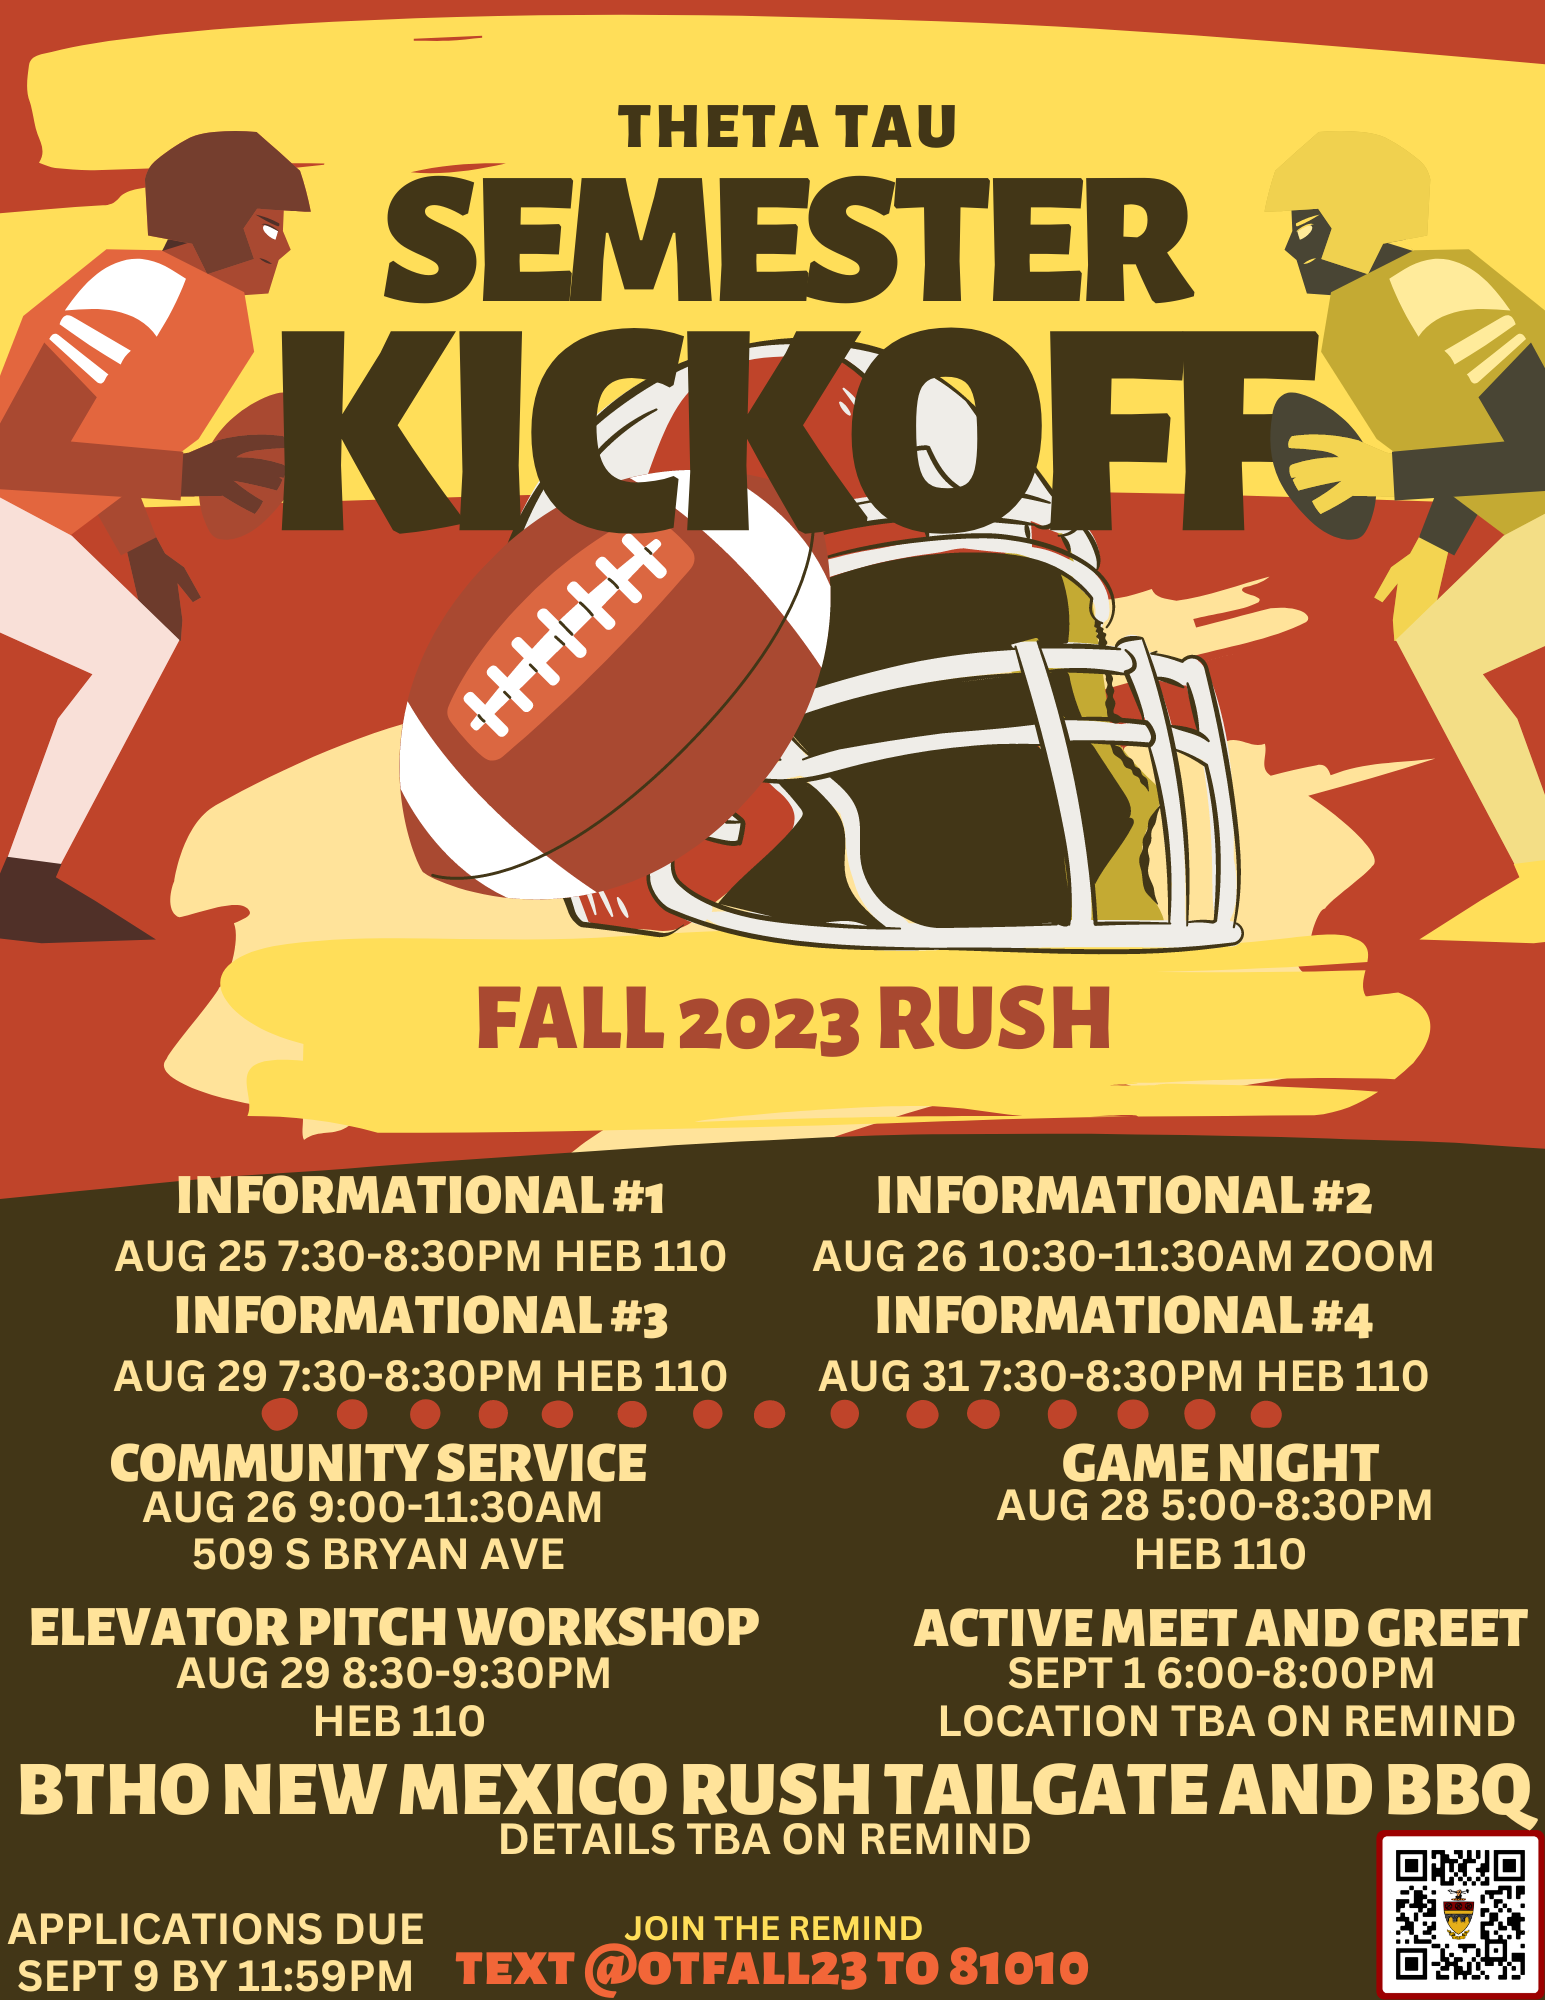 THETA TAU
SEMESTER
KICKOFF
FALL 2023 RUSH
INFORMATIONAL #1
AUG 25 7:30-8:30PM HEB 110
INFORMATIONAL #2
AUG 26 10:30-11:30AM ZOOM
INFORMATIONAL #3
AUG 29 7:30-8:30PM HEB 110
INFORMATIONAL #4
AUG 31 7:30-8:30PM HEB 110
COMMUNITY SERVICE
AUG 26 9:00-11:30AM
509 S BRYAN AVE
GAME NIGHT
AUG 28 5:00-8:30PM
HEB 110
ELEVATOR PITCH WORKSHOP
AUG 29 8:30-9:30PM
HEB 110
ACTIVE MEET AND GREET
SEPT 1 6:00-8:00PM
LOCATION TBA ON REMIND
BTHO NEW MEXICO RUSH TAILGATE AND BBQ
DETAILS TBA ON REMIND
APPLICATIONS DUE
SEPT 9 BY 11:59PM
JOIN THE REMIND
TEXT @OTFALL23 TO 81010